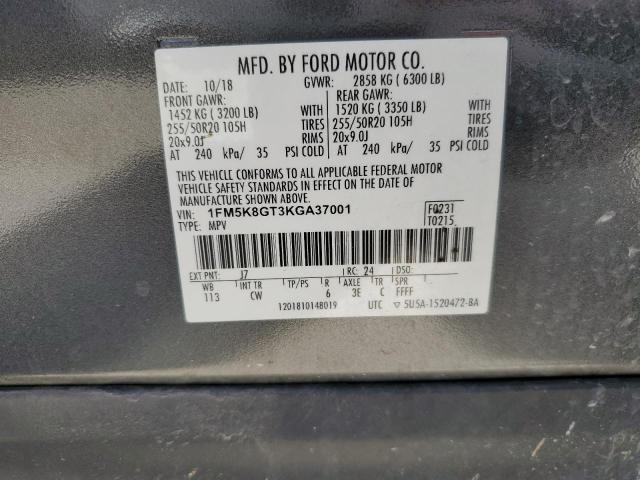 MFD. BY FORD MOTOR CO.
DATE: 10/18 GVWR: 2858 KG ( 6300 LB)
FRONT GAWR: REAR GAWR:
1452 KG ( 3200 LB) WITH 1520 KG ( 3350 LB) WITH
255/50R20 105H TIRES 255/50R20 105H TIRES
20x9.0J RIMS 20x9.0J RIMS
AT 240 kPa/ 35 PSI COLD AT 240 kPa/ 35 PSI COLD
THIS VEHICLE CONFORMS TO ALL APPLICABLE FEDERAL MOTOR
VEHICLE SAFETY STANDARDS IN EFFECT ON THE DATE OF
MANUFACTURE SHOWN ABOVE.
VIN: 1FM5K8GT3KGA37001 F0231
TYPE: MPV T0215
EXT PNT: J7 RC: 24 DSO:
WB INT TR TP/PS R AXLE TR SPR
113 CW 6 3E C FFFF
1201810148019 UTC ▽ 5U5A-1520472-BA